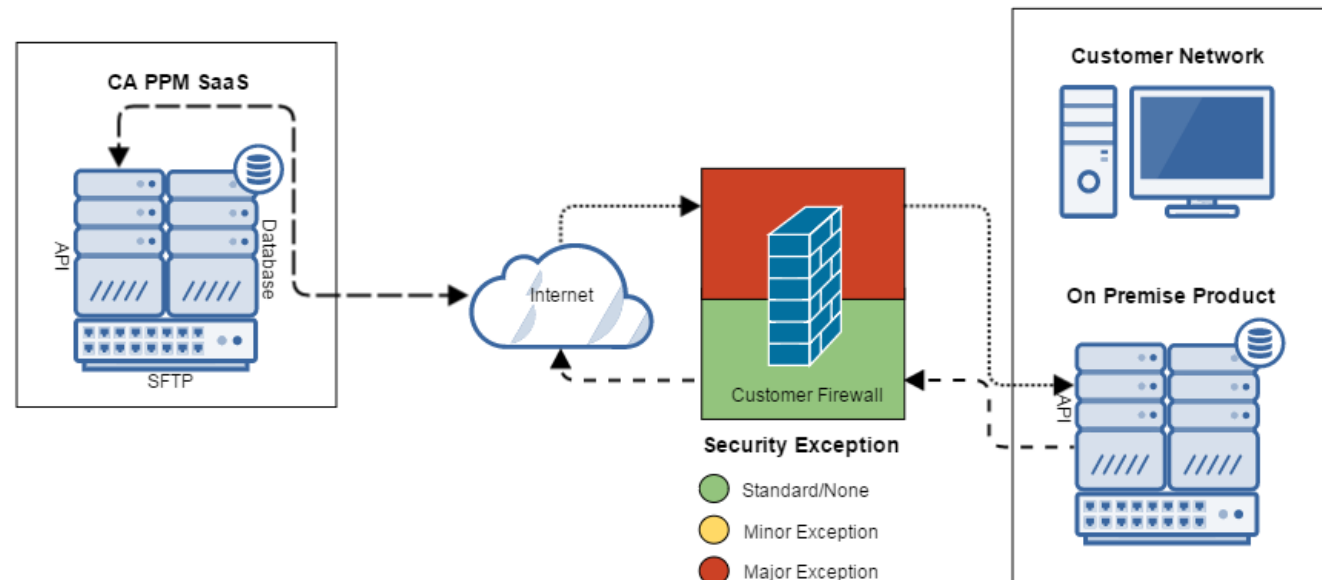 CA PPM SaaS
API
Database
SFTP
Internet
Customer Firewall
Security Exception
Standard/None
Minor Exception
Major Exception
Customer Network
On Premise Product
API